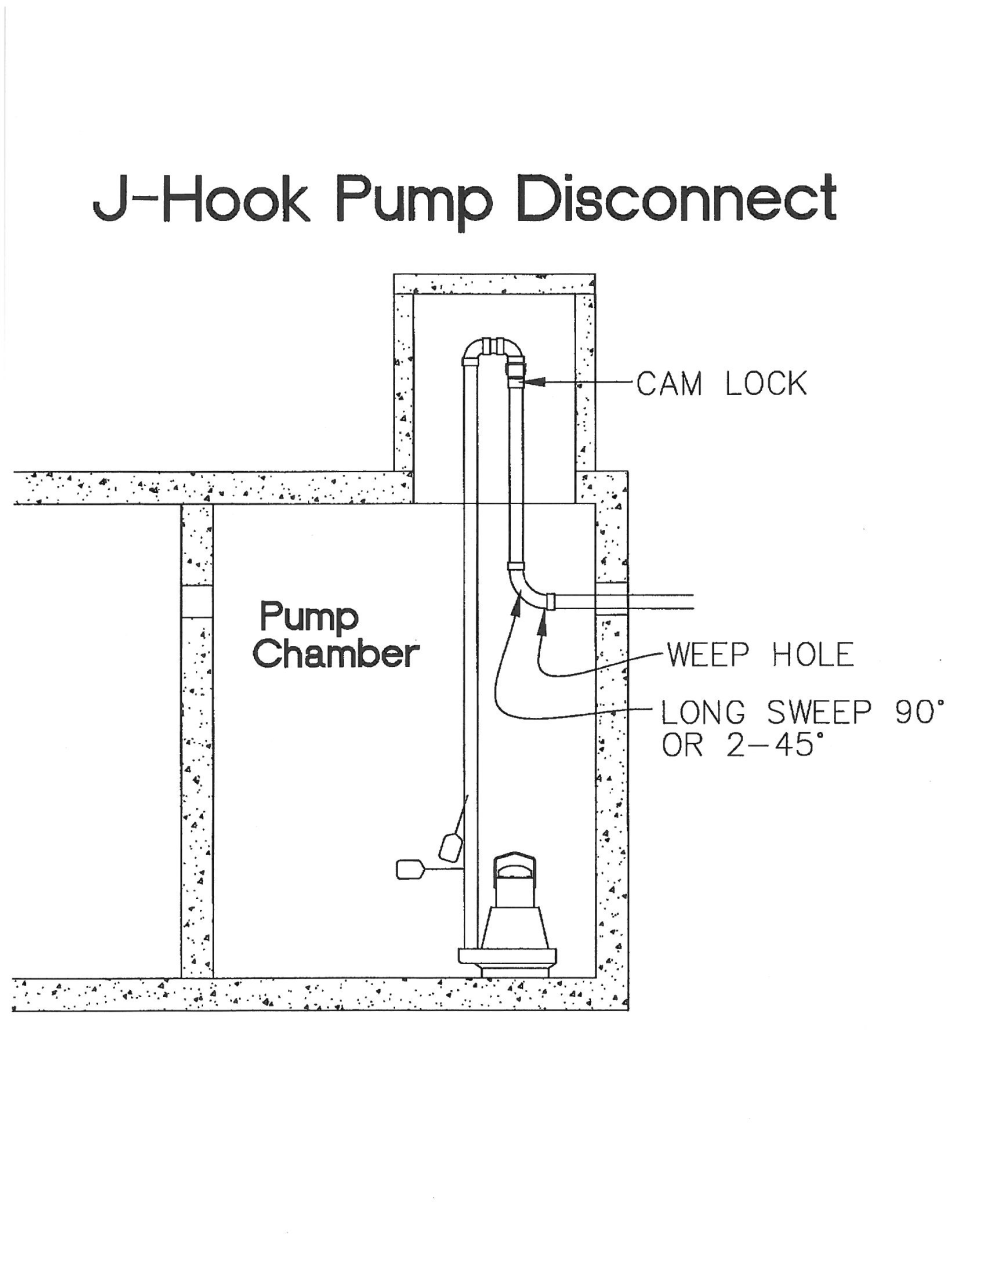 J-Hook Pump Disconnect
CAM LOCK
Pump
Chamber
WEEP HOLE
LONG SWEEP 90°
OR 2-45°